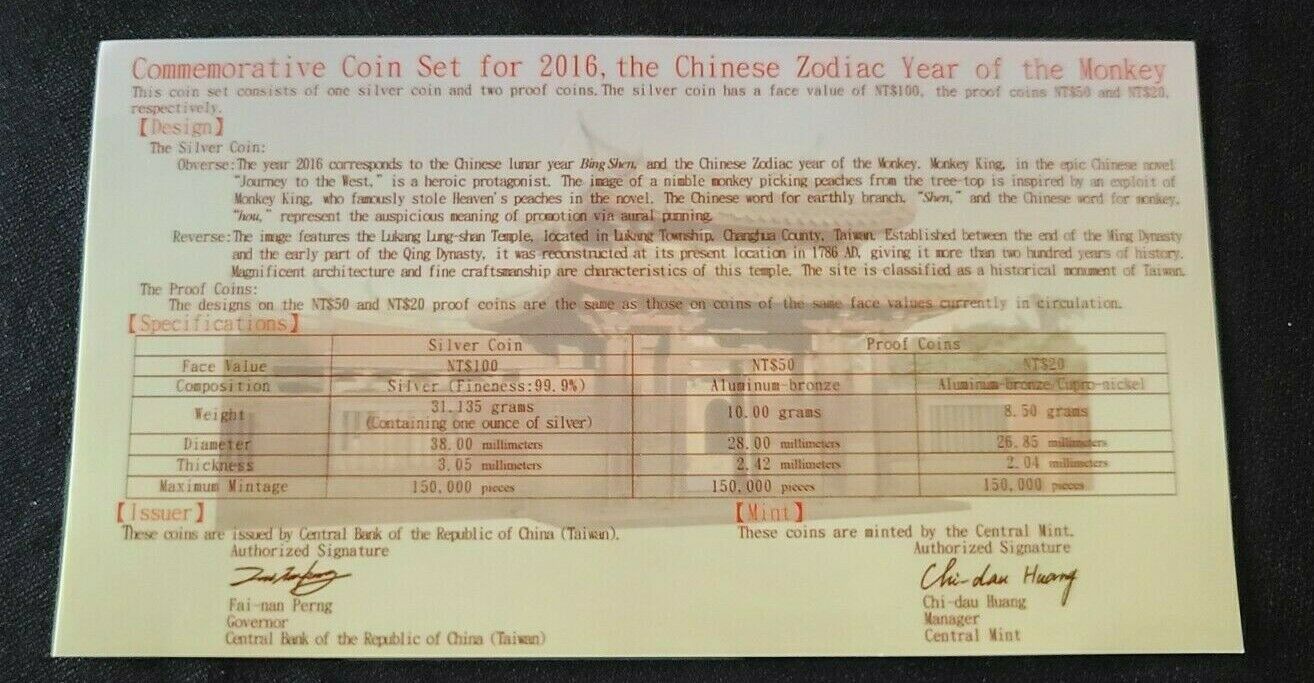 Commemorative Coin Set for 2016, the Chinese Zodiac Year of the Monkey
This coin set consists of one silver coin and two proof coins. The silver coin has a face value of NT$100, the proof coins NT$50 and NT$20,
respectively.
【Design】
The Silver Coin:
Obverse: The year 2016 corresponds to the Chinese lunar year Bing Shen, and the Chinese Zodiac year of the Monkey. Monkey King, in the epic Chinese novel
"Journey to the West," is a heroic protagonist. The image of a nimble monkey picking peaches from the tree-top is inspired by an exploit of
Monkey King, who famously stole Heaven's peaches in the novel. The Chinese word for earthly branch, "Shen," and the Chinese word for monkey,
"hou," represent the auspicious meaning of promotion via aural punning.
Reverse: The image features the Lukang Lung-shan Temple, located in Lukang Township, Changhua County, Taiwan. Established between the end of the Ming Dynasty
and the early part of the Qing Dynasty, it was reconstructed at its present location in 1786 AD, giving it more than two hundred years of history.
Magnificent architecture and fine craftsmanship are characteristics of this temple. The site is classified as a historical monument of Taiwan.
The Proof Coins:
The designs on the NT$50 and NT$20 proof coins are the same as those on coins of the same face values currently in circulation.
【Specifications】
Silver Coin Proof Coins
Face Value NT$100 NT$50 NT$20
Composition Silver (Fineness:99.9%) Aluminum-bronze Aluminum-bronze/Cupro-nickel
Weight 31.135 grams 10.00 grams 8.50 grams
(Containing one ounce of silver)
Diameter 38.00 millimeters 28.00 millimeters 26.85 millimeters
Thickness 3.05 millimeters 2.42 millimeters 2.04 millimeters
Maximum Mintage 150,000 pieces 150,000 pieces 150,000 pieces
【Issuer】 【Mint】
These coins are issued by Central Bank of the Republic of China (Taiwan). These coins are minted by the Central Mint.
Authorized Signature Authorized Signature
Chi-dau Huang
Fai-nan Perng Chi-dau Huang
Governor Manager
Central Bank of the Republic of China (Taiwan) Central Mint